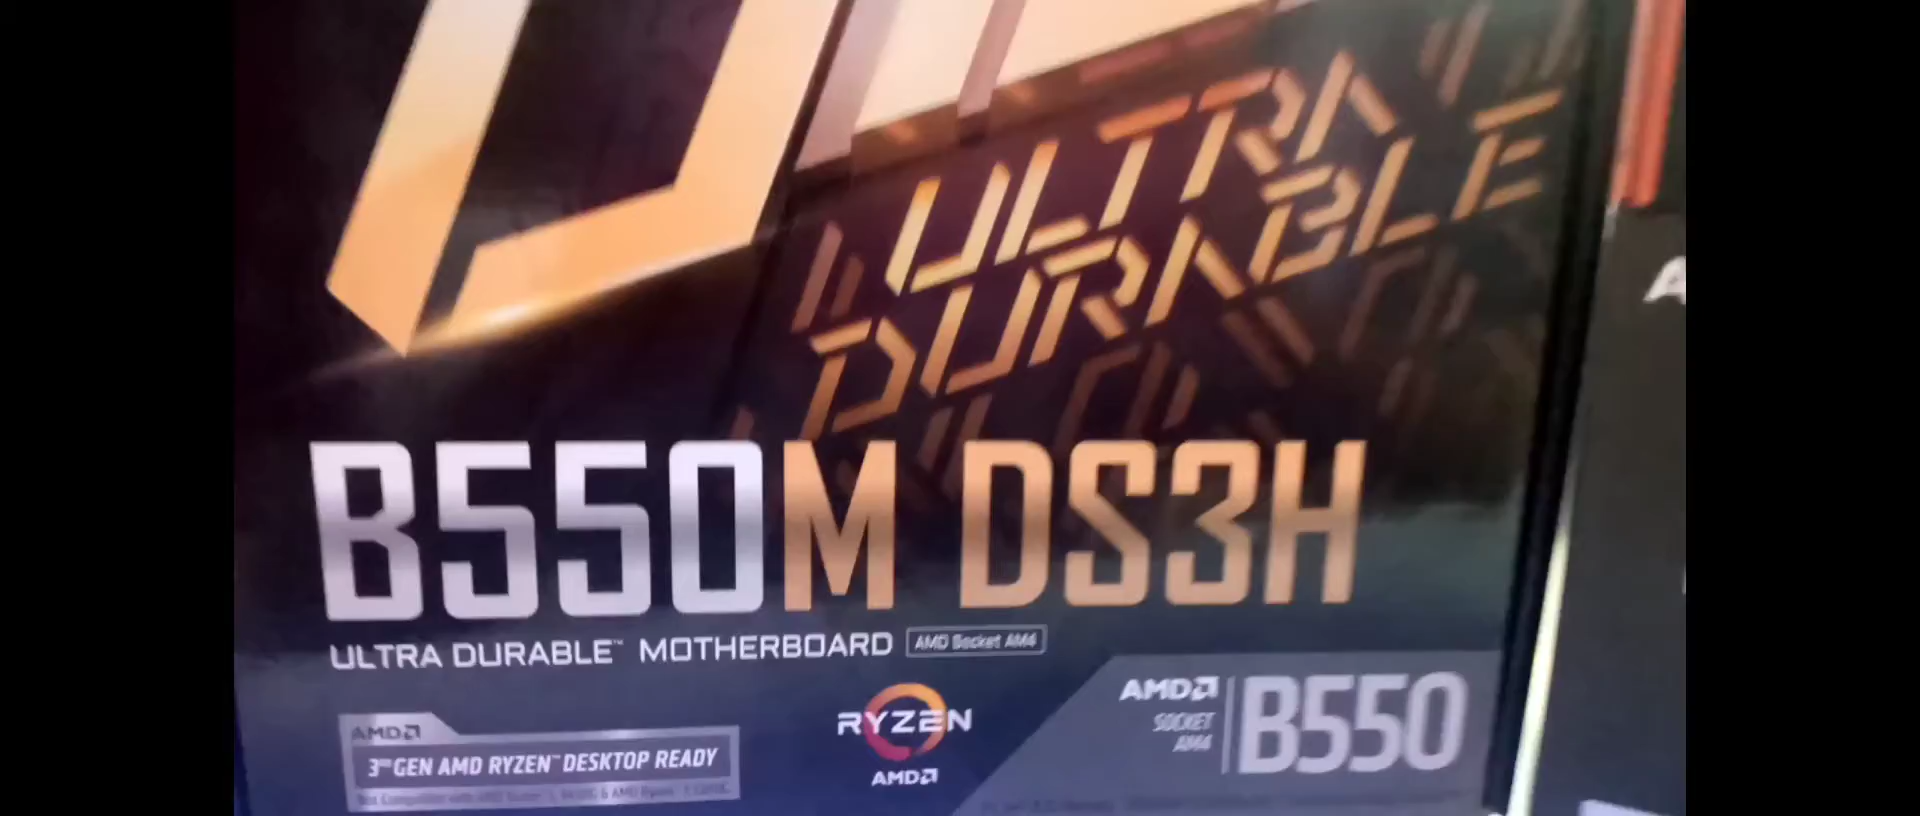 ULTRA
DURABLE
B550M DS3H
ULTRA DURABLE™ MOTHERBOARD AMD Socket AM4
AMD
3RD GEN AMD RYZEN™ DESKTOP READY
RYZEN
AMD
AMD
SOCKET
AM4
B550